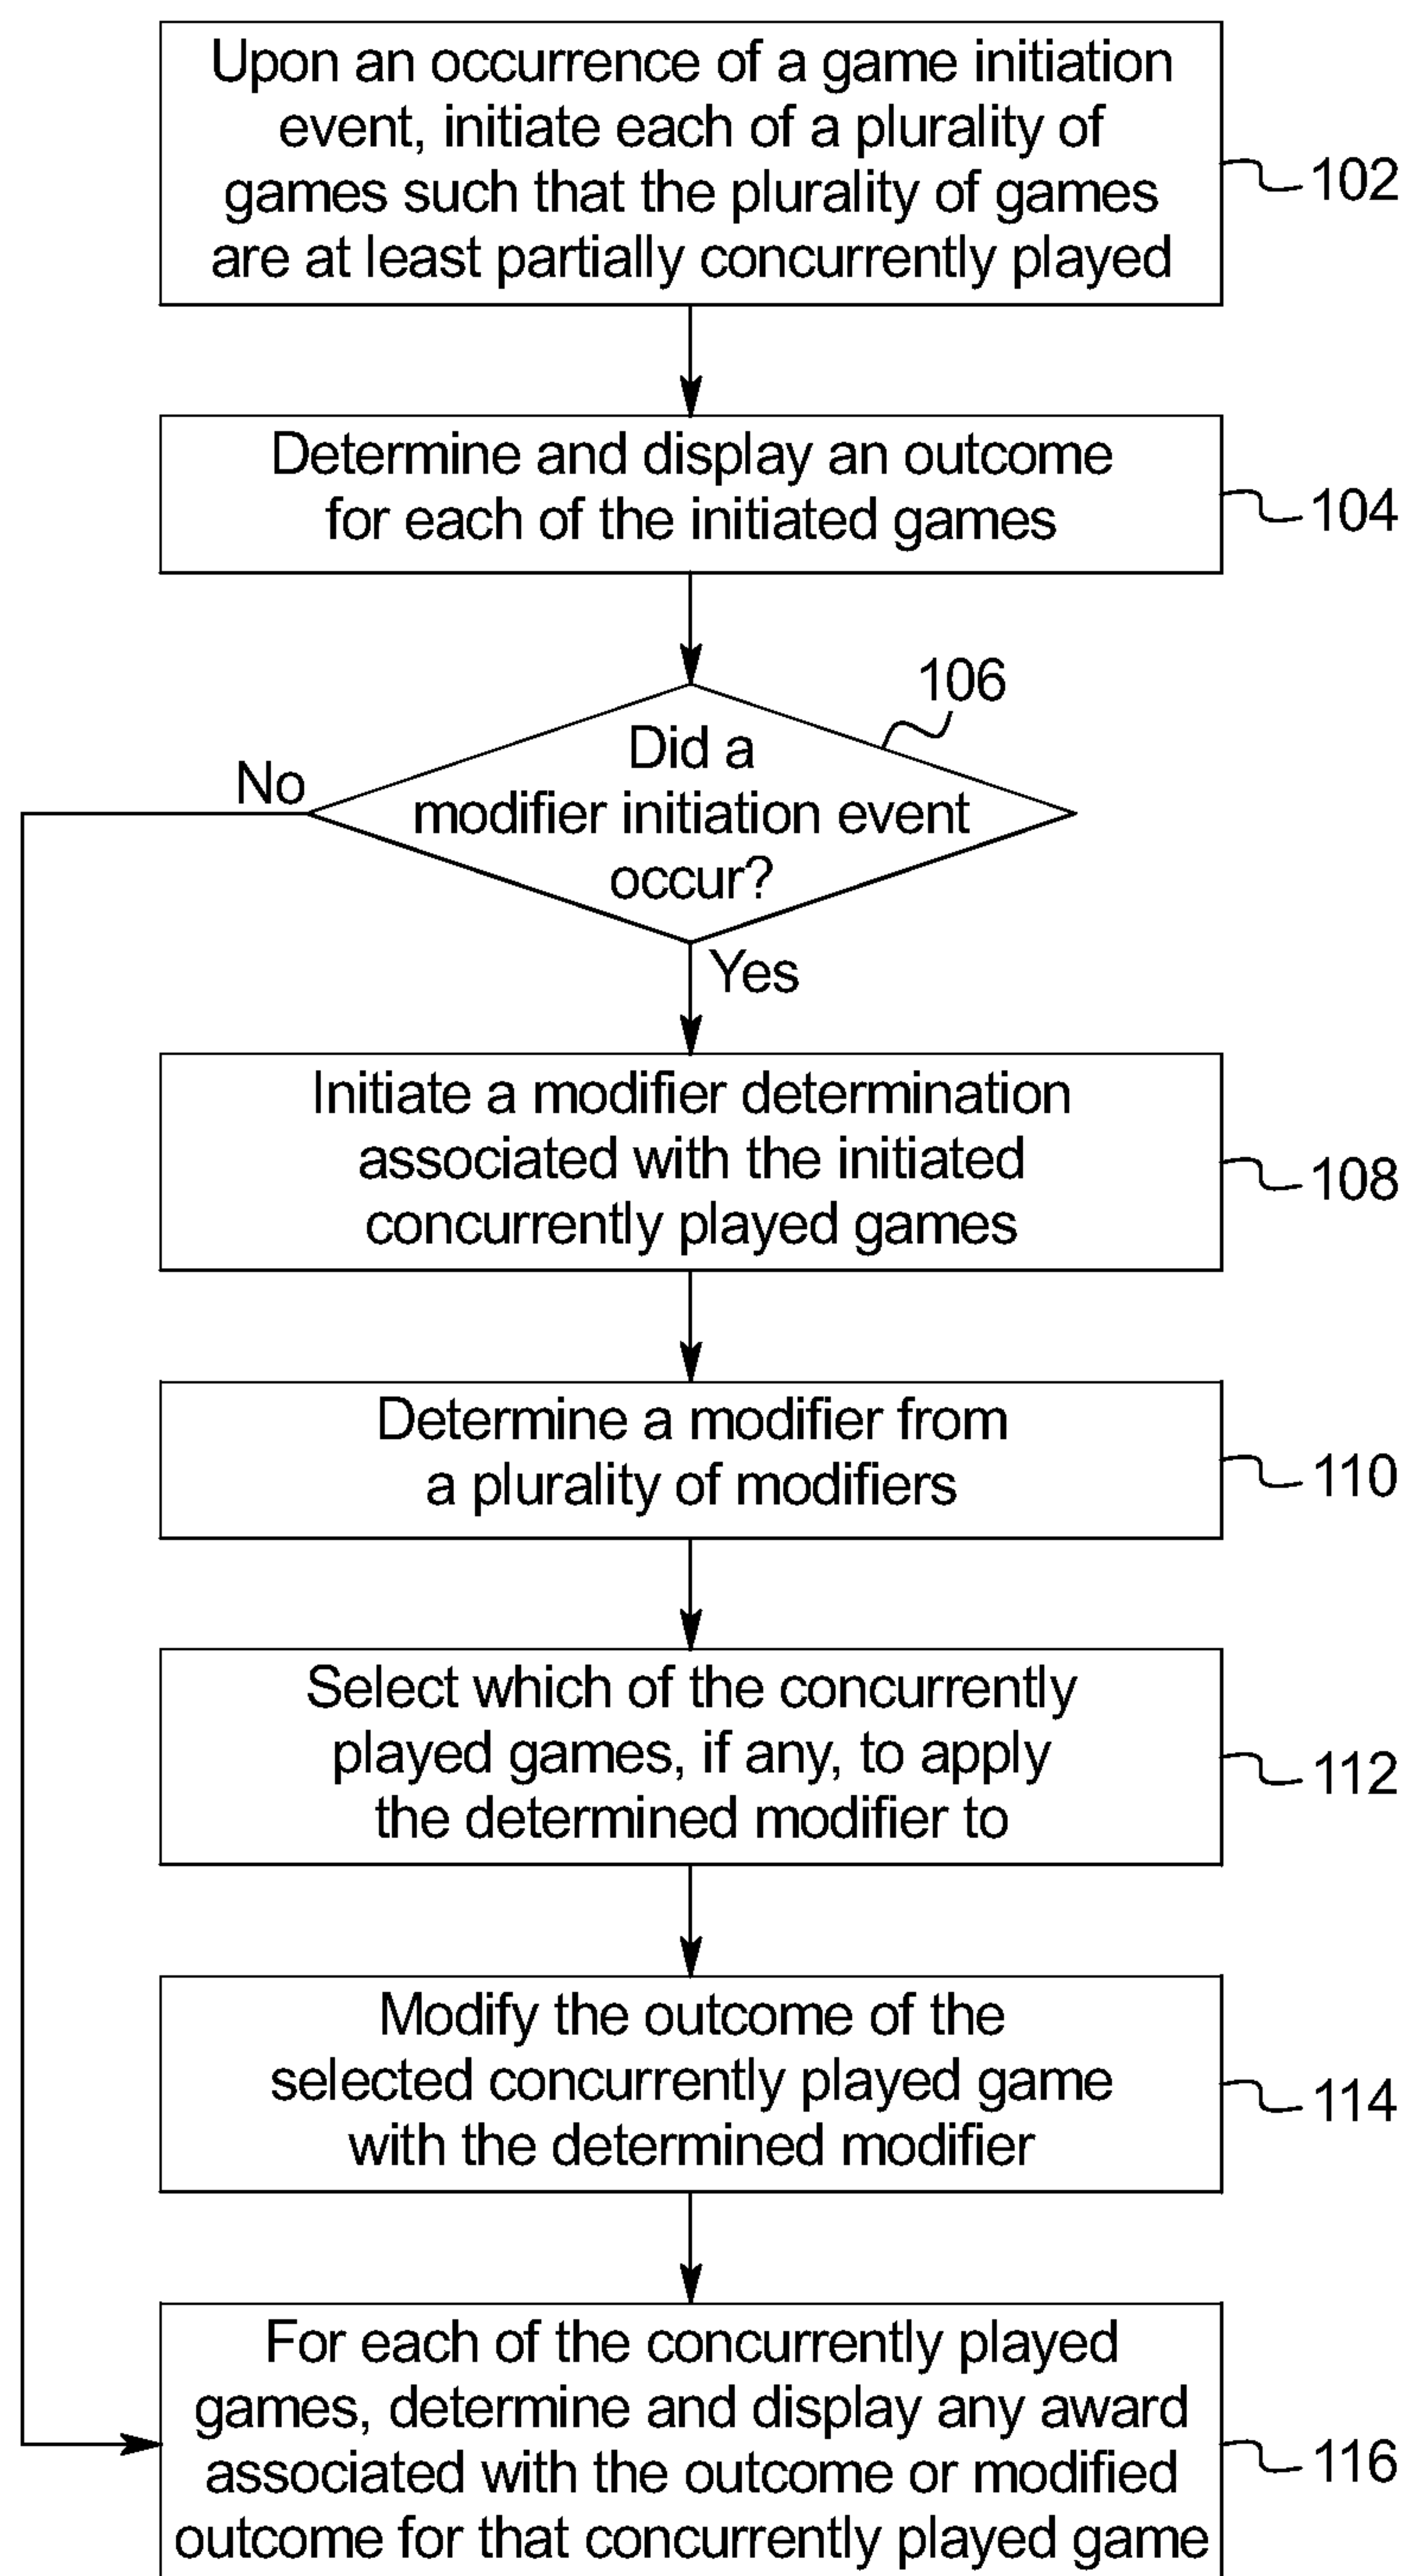 Upon an occurrence of a game initiation
event, initiate each of a plurality of
games such that the plurality of games
are at least partially concurrently played
102
Determine and display an outcome
for each of the initiated games
104
106
Did a
modifier initiation event
occur?
No
Yes
Initiate a modifier determination
associated with the initiated
concurrently played games
108
Determine a modifier from
a plurality of modifiers
110
Select which of the concurrently
played games, if any, to apply
the determined modifier to
112
Modify the outcome of the
selected concurrently played game
with the determined modifier
114
For each of the concurrently played
games, determine and display any award
associated with the outcome or modified
outcome for that concurrently played game
116